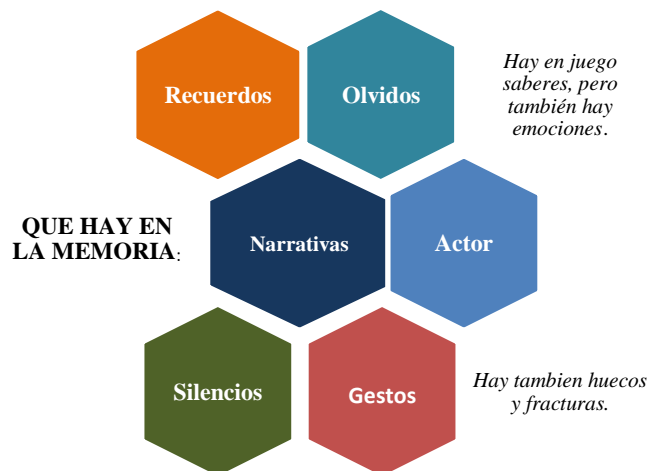 Recuerdos
Olvidos
Hay en juego
saberes, pero
también hay
emociones.
QUE HAY EN
LA MEMORIA:
Narrativas
Actor
Silencios
Gestos
Hay tambien huecos
y fracturas.